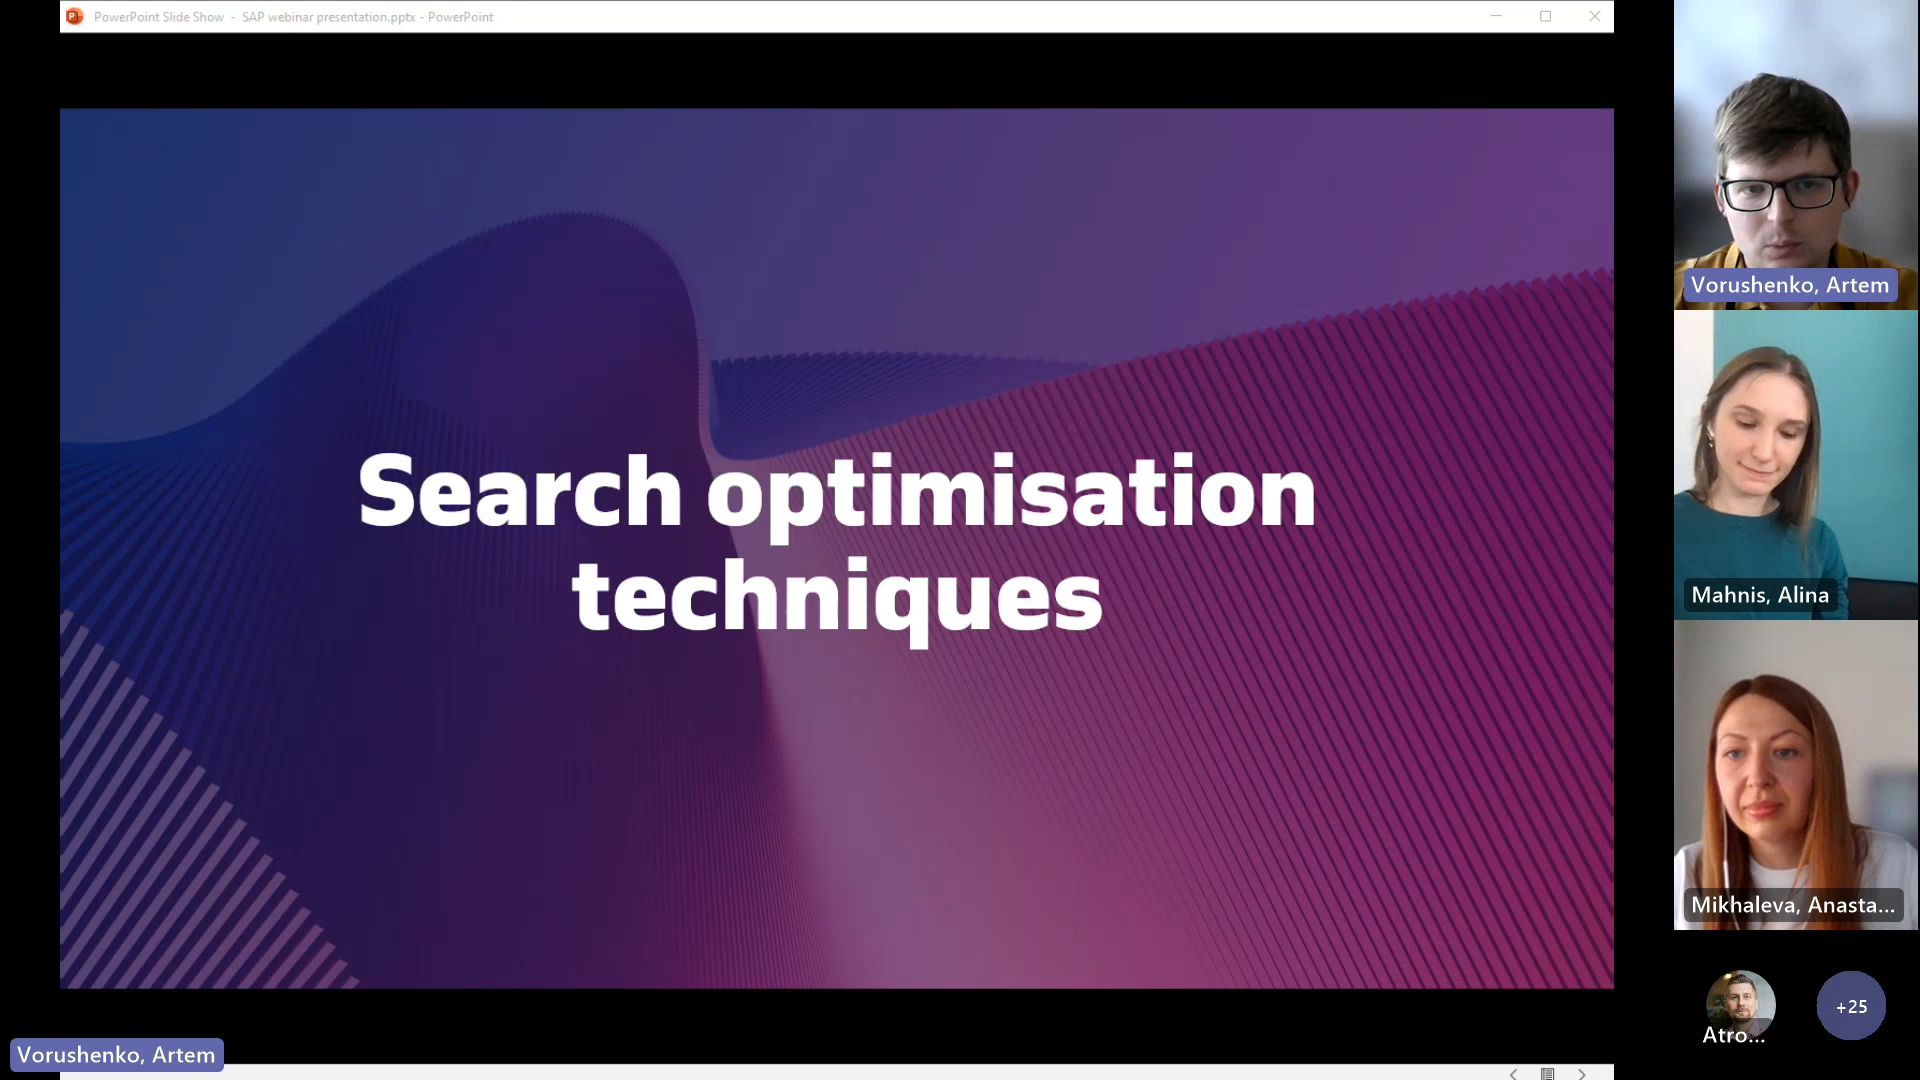 PowerPoint Slide Show - SAP webinar presentation.pptx - PowerPoint
Search optimisation
techniques
Vorushenko, Artem
Mahnis, Alina
Mikhaleva, Anasta...
Atro...
+25
Vorushenko, Artem